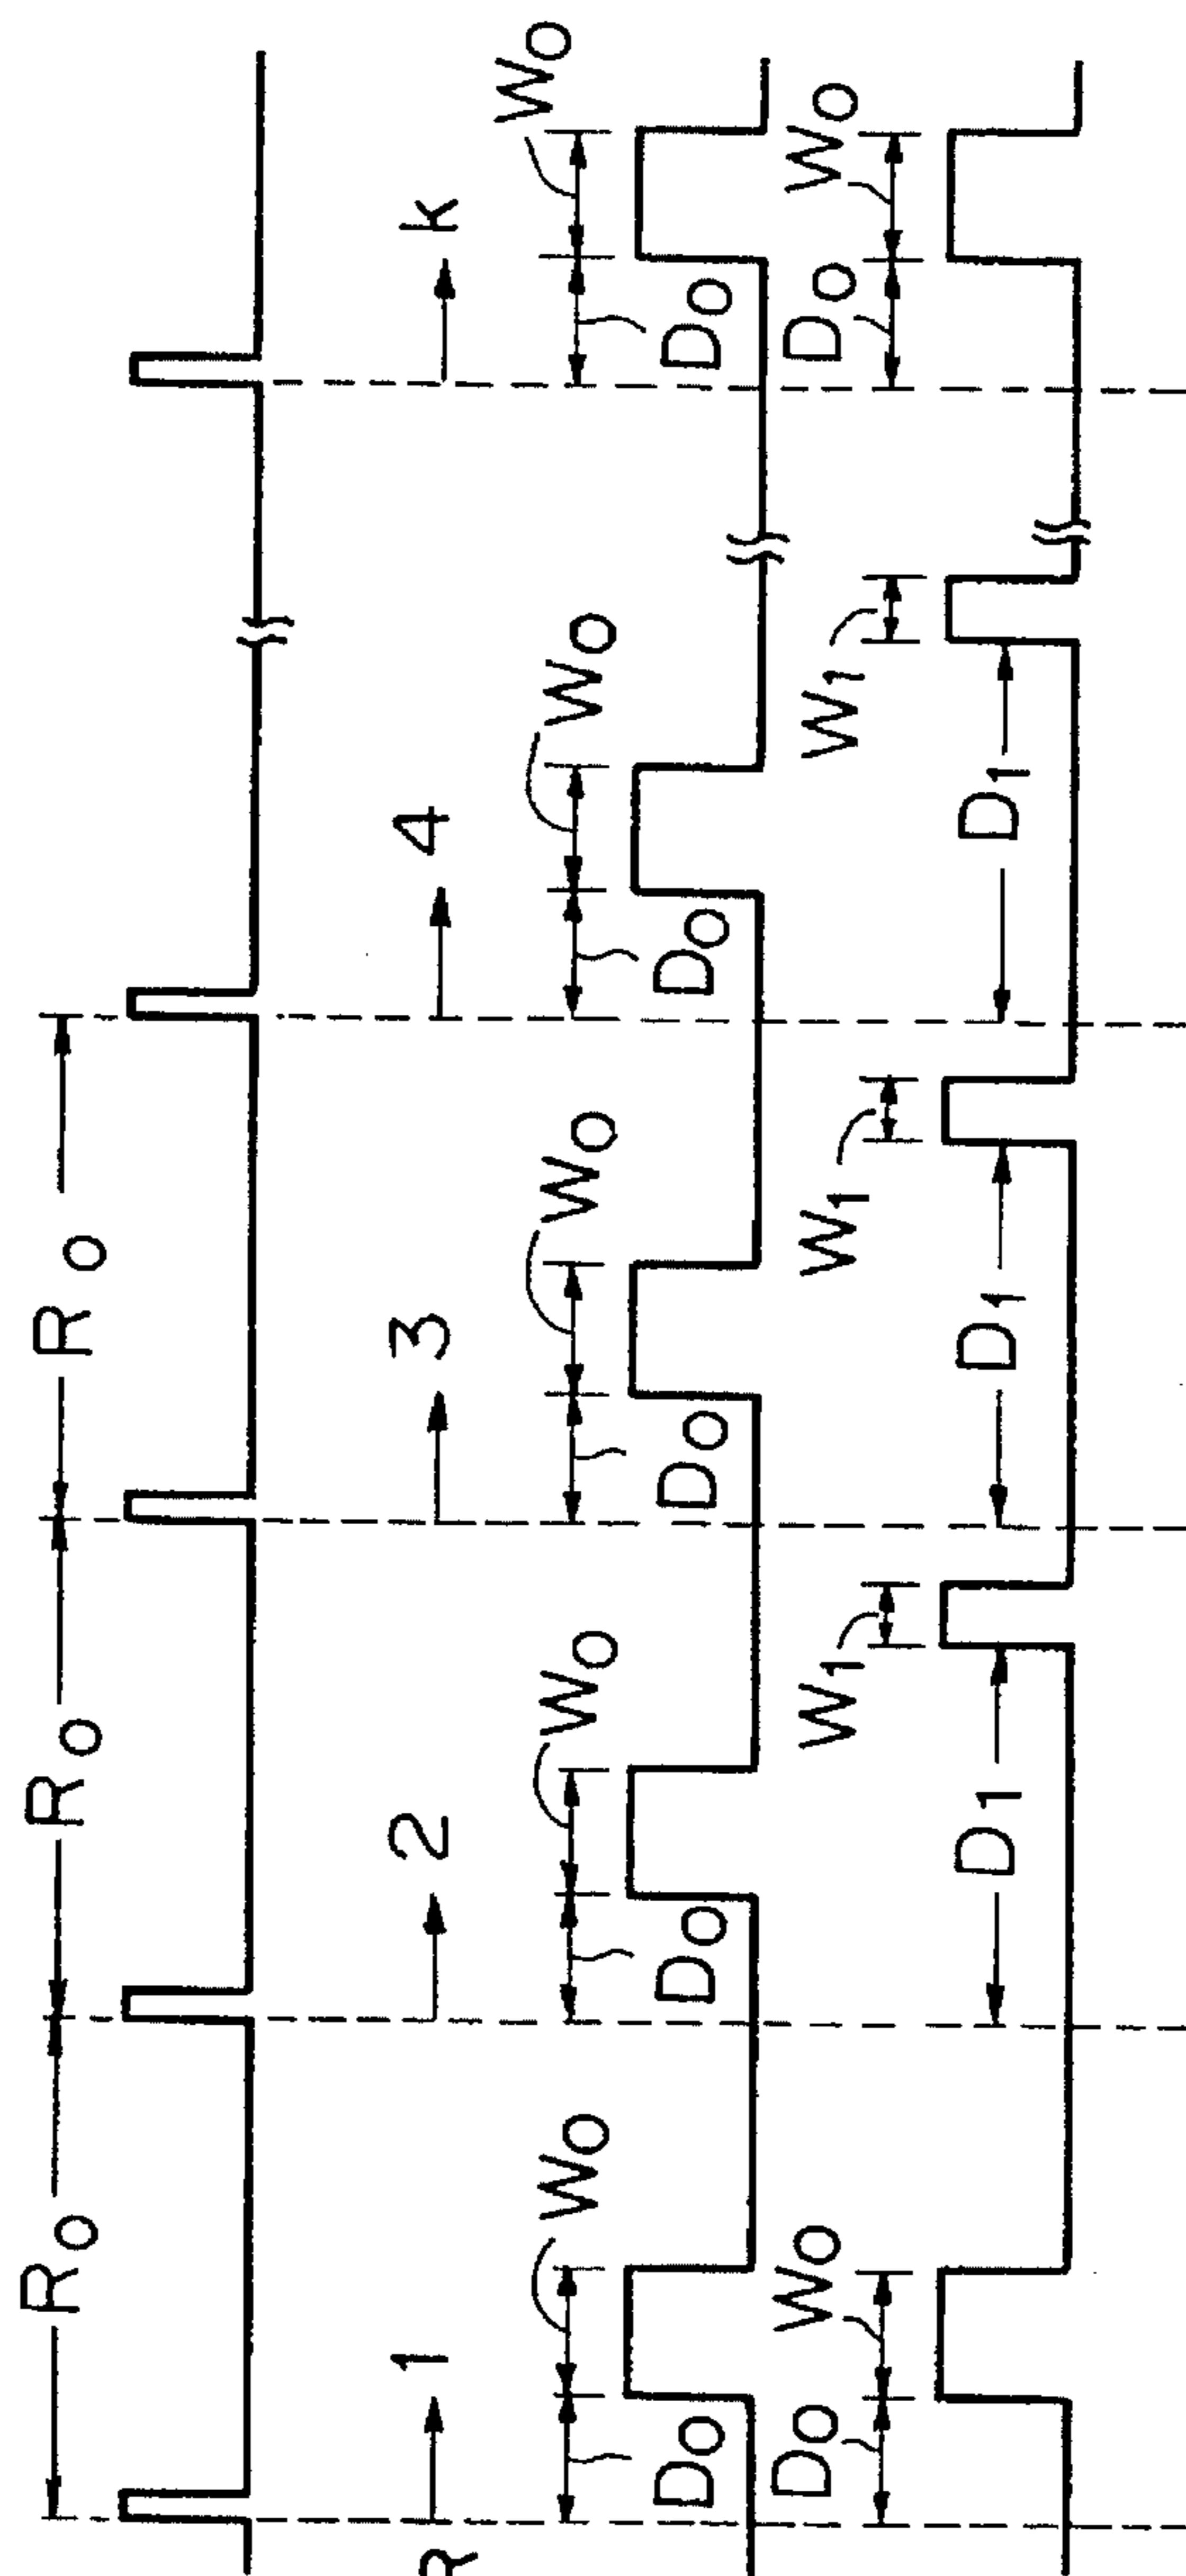 R₀ R₀ R₀
R 1 2 3 4 k
W₀ W₀ W₀ W₀ W₀
D₀ D₀ D₀ D₀ D₀
D₀ W₀ W₁ W₁ W₁ D₀ W₀
D₁ D₁ D₁